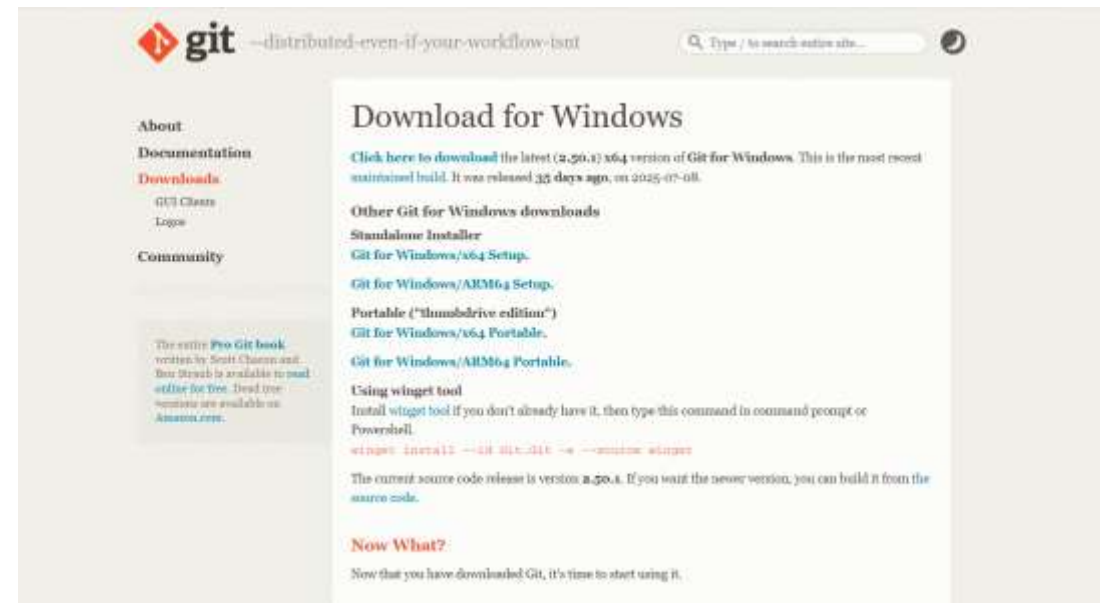 git --distributed-even-if-your-workflow-isnt
Type / to search entire site...
About
Documentation
Downloads
GUI Clients
Logos
Community
The entire Pro Git book
written by Scott Chacon and
Ben Straub is available to read
online for free. Dead tree
versions are available on
Amazon.com.
Download for Windows
Click here to download the latest (2.50.1) x64 version of Git for Windows. This is the most recent
maintained build. It was released 35 days ago, on 2025-07-08.
Other Git for Windows downloads
Standalone Installer
Git for Windows/x64 Setup.
Git for Windows/ARM64 Setup.
Portable ("thumbdrive edition")
Git for Windows/x64 Portable.
Git for Windows/ARM64 Portable.
Using winget tool
Install winget tool if you don't already have it, then type this command in command prompt or
Powershell.
winget install --id Git.Git -e --source winget
The current source code release is version 2.50.1. If you want the newer version, you can build it from the
source code.
Now What?
Now that you have downloaded Git, it's time to start using it.